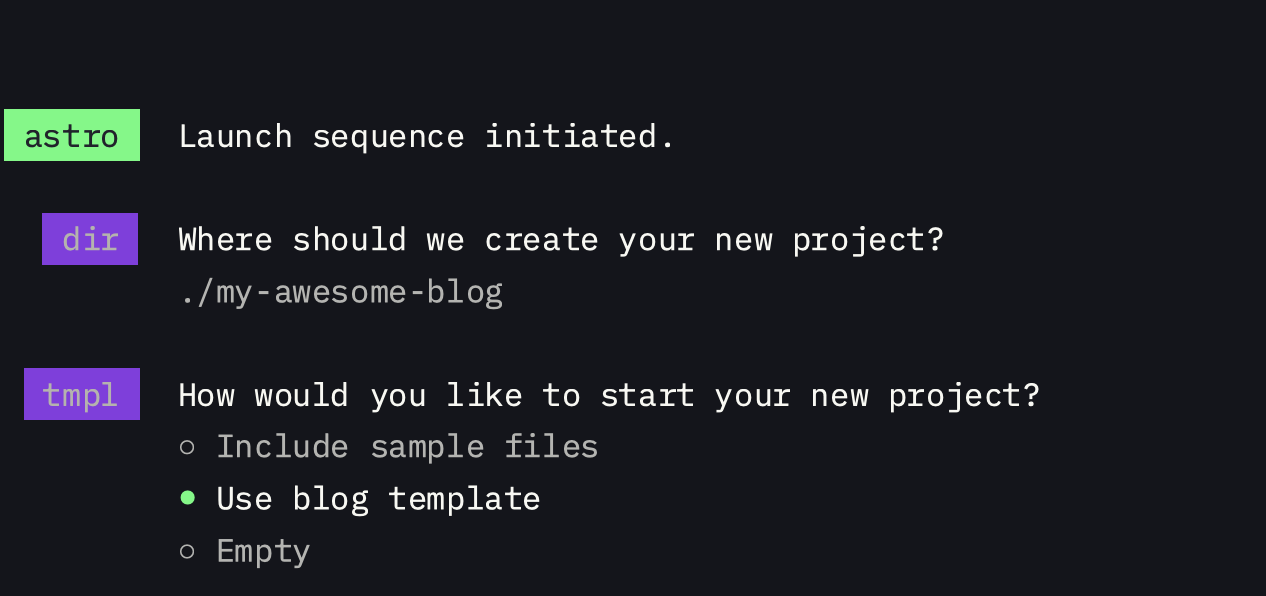 astro Launch sequence initiated.
dir Where should we create your new project?
./my-awesome-blog
tmpl How would you like to start your new project?
○ Include sample files
● Use blog template
○ Empty